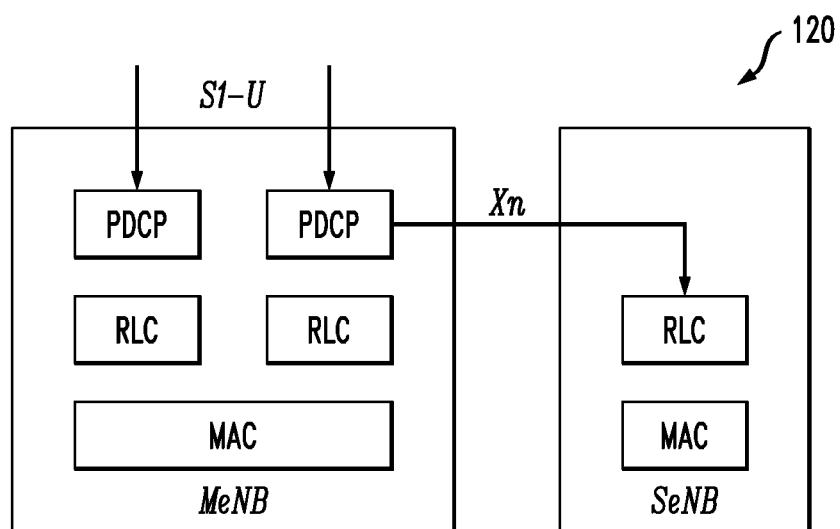 120
S1-U
PDCP
PDCP
Xn
RLC
RLC
RLC
MAC
MAC
MeNB
SeNB